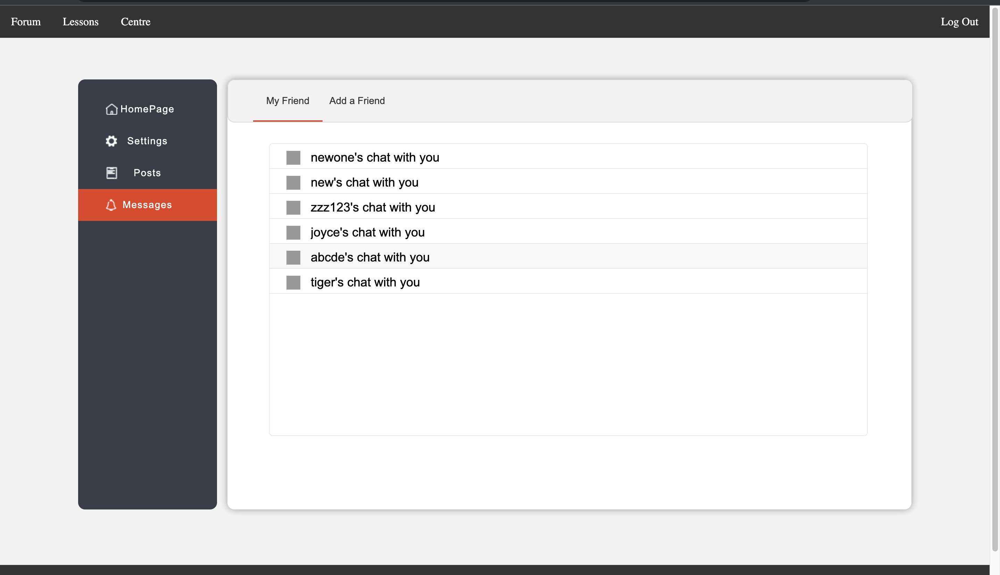 Forum Lessons Centre Log Out
HomePage
Settings
Posts
Messages
My Friend Add a Friend
newone's chat with you
new's chat with you
zzz123's chat with you
joyce's chat with you
abcde's chat with you
tiger's chat with you